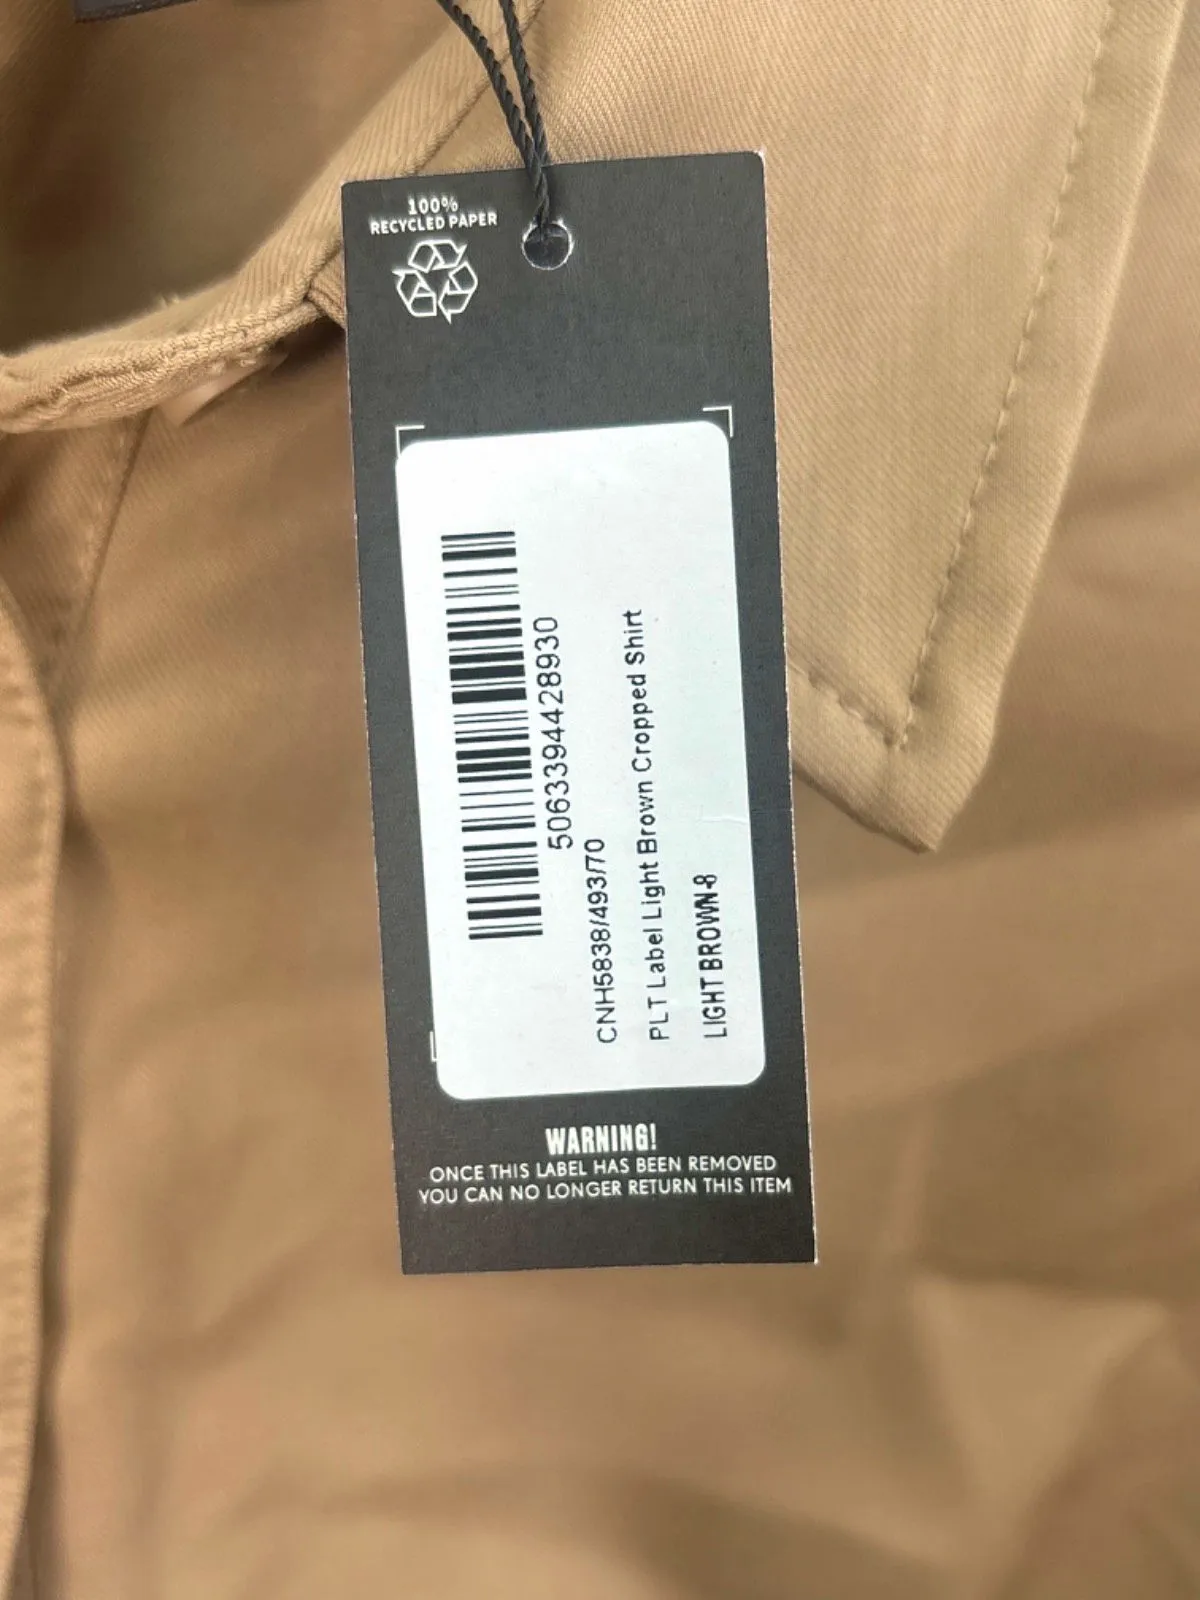 100%
RECYCLED PAPER
5063394428930
CNH5838/493/70
PLT Label Light Brown Cropped Shirt
LIGHT BROWN-8
WARNING!
ONCE THIS LABEL HAS BEEN REMOVED
YOU CAN NO LONGER RETURN THIS ITEM